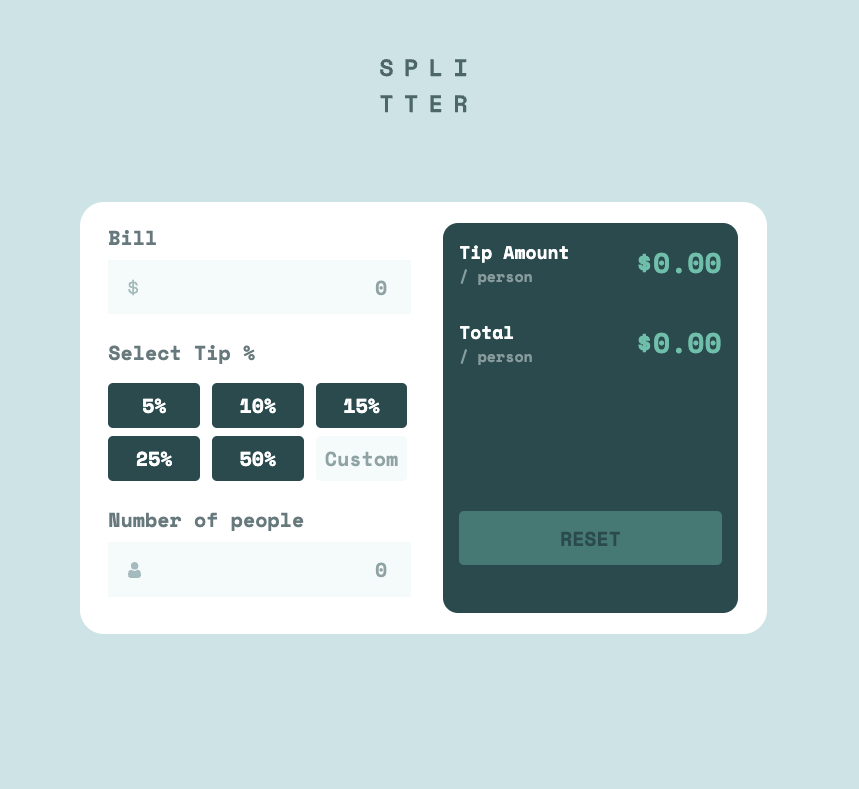 SPLI
TTER
Bill
$ 0
Select Tip %
5% 10% 15%
25% 50% Custom
Number of people
0
Tip Amount
/ person
$0.00
Total
/ person
$0.00
RESET